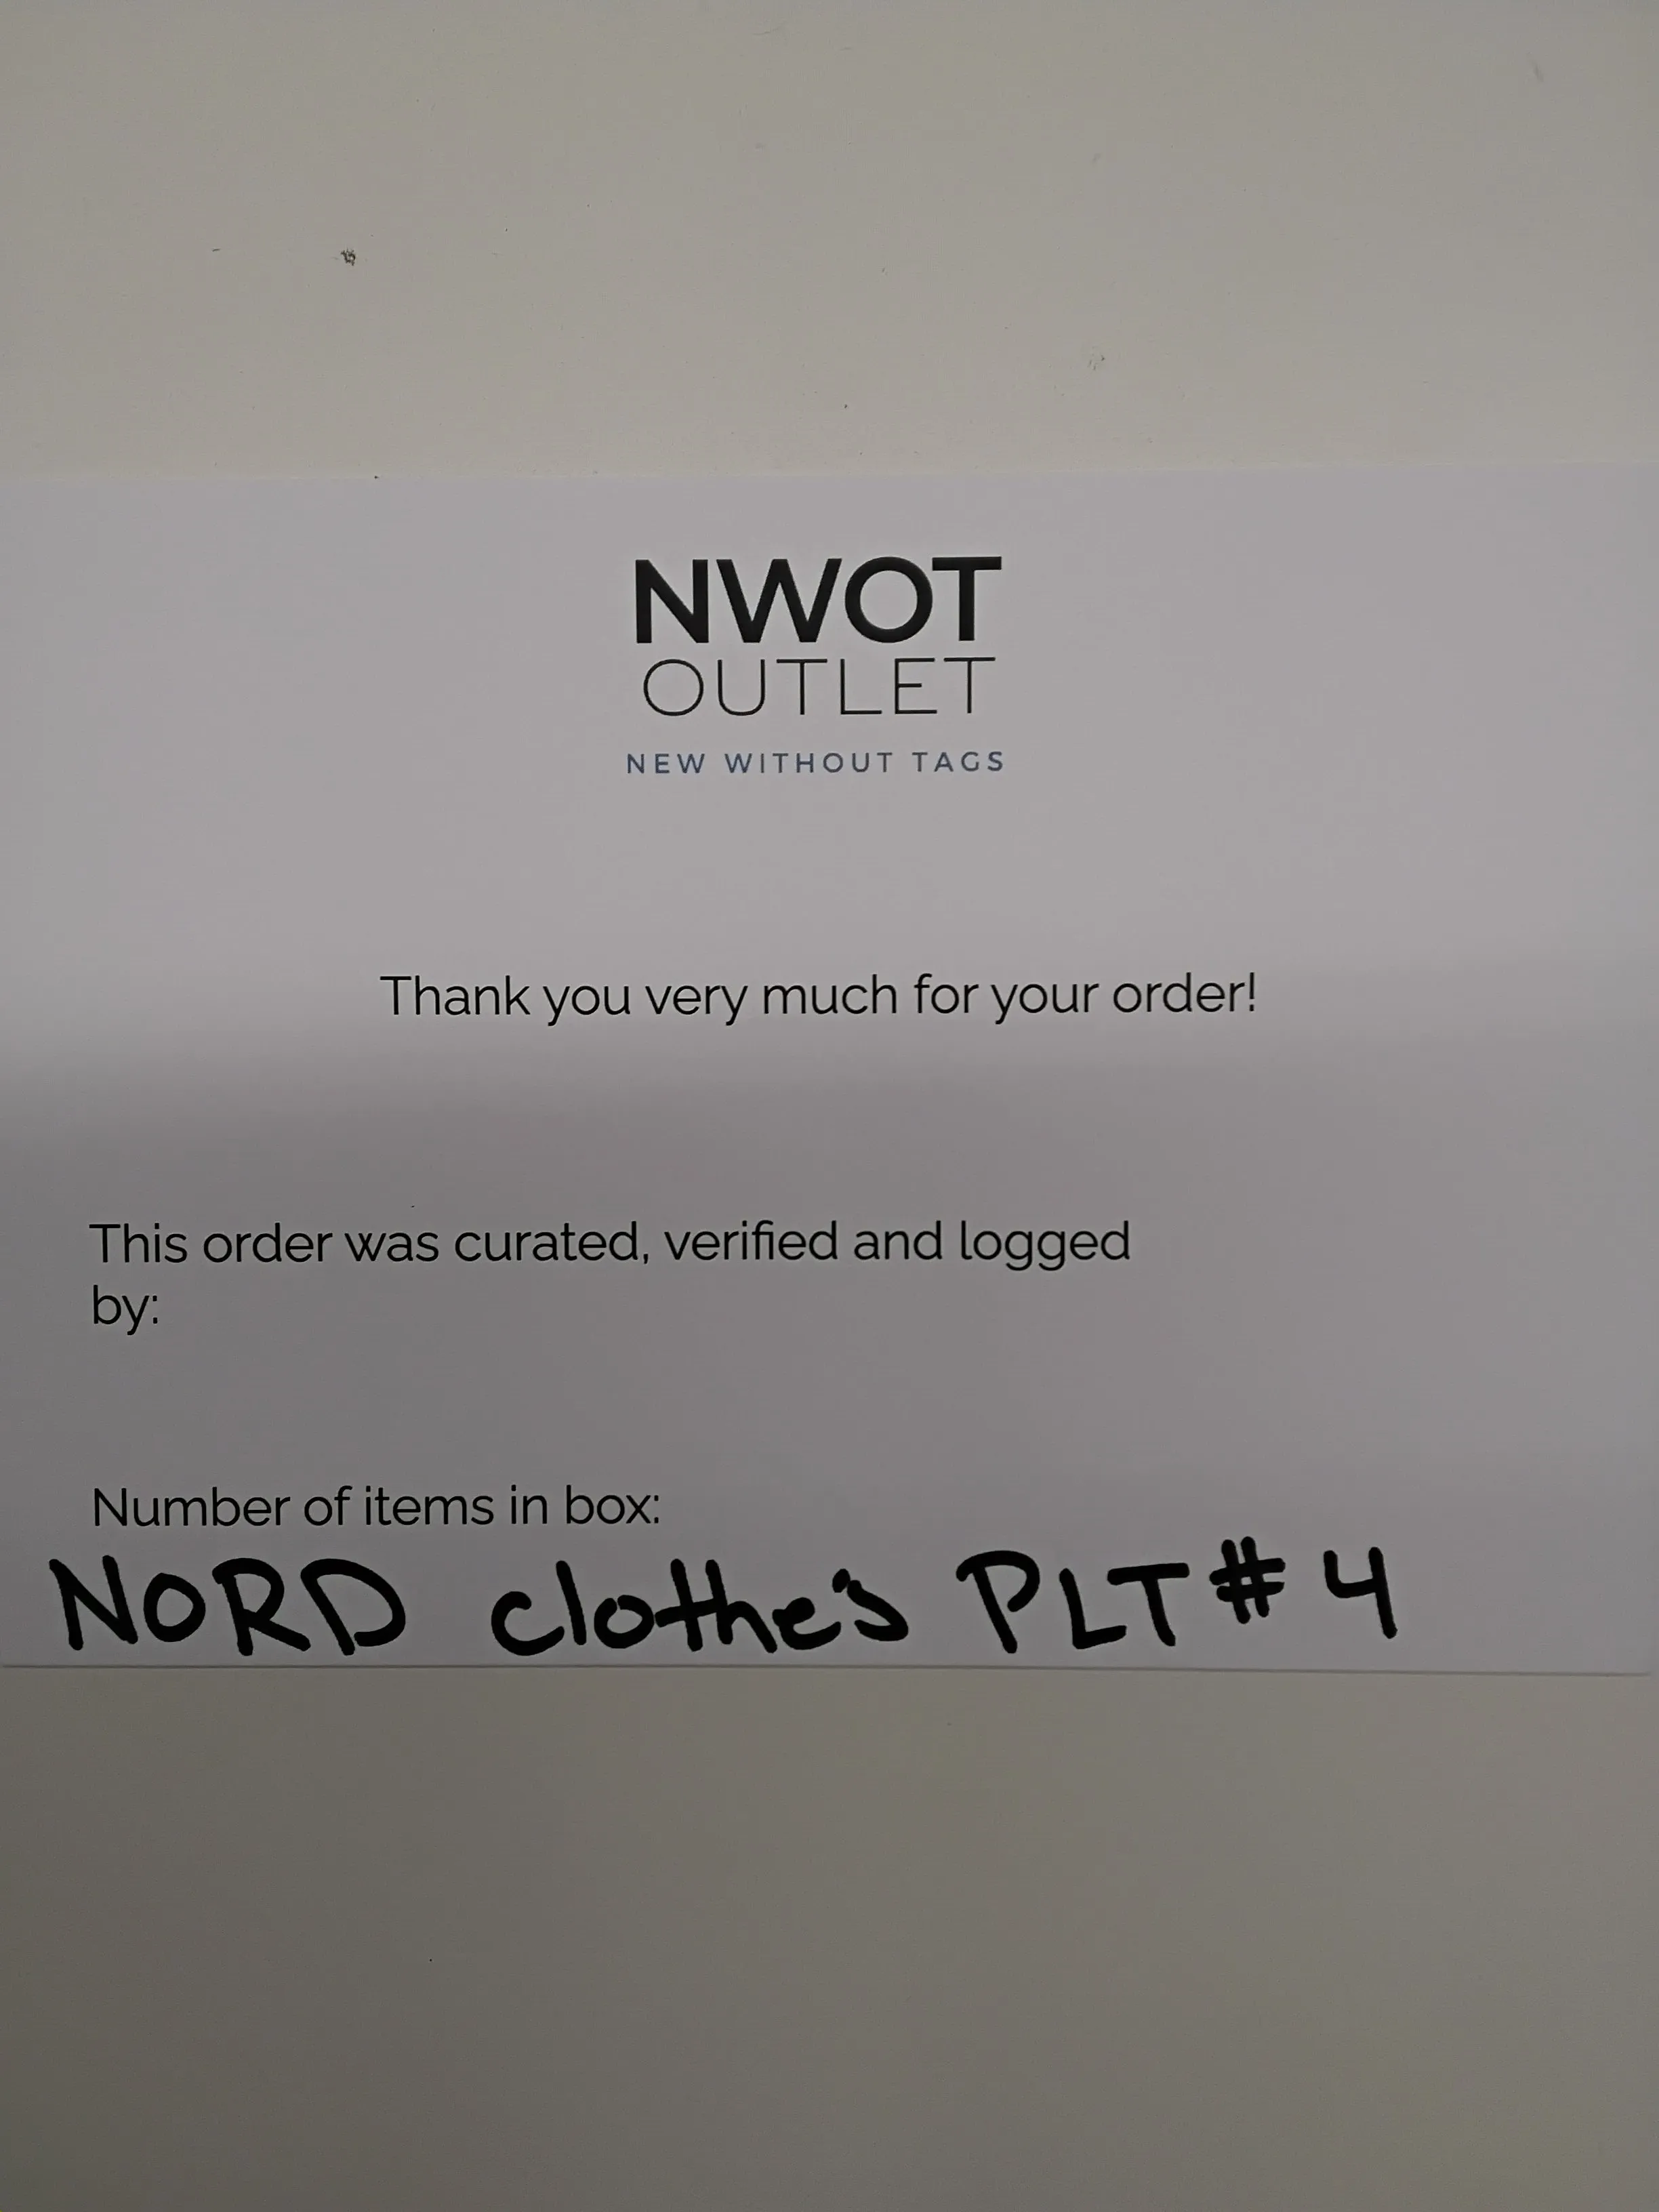 NWOT
OUTLET
NEW WITHOUT TAGS
Thank you very much for your order!
This order was curated, verified and logged
by:
Number of items in box:
NORD clothe's PLT # 4